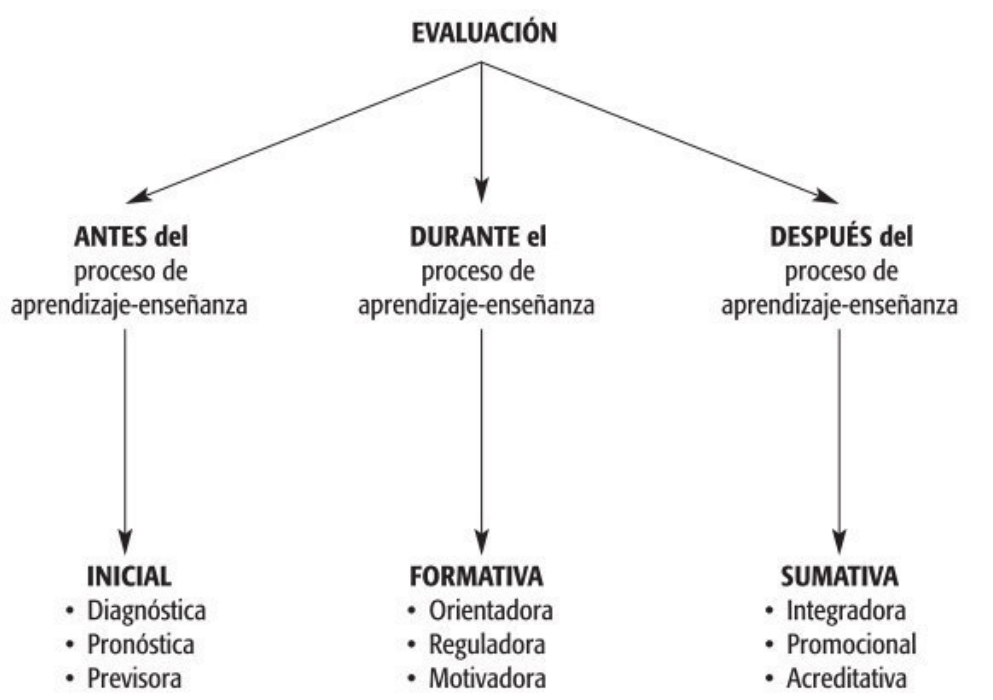 EVALUACIÓN
ANTES del
proceso de
aprendizaje-enseñanza
DURANTE el
proceso de
aprendizaje-enseñanza
DESPUÉS del
proceso de
aprendizaje-enseñanza
INICIAL
• Diagnóstica
• Pronóstica
• Previsora
FORMATIVA
• Orientadora
• Reguladora
• Motivadora
SUMATIVA
• Integradora
• Promocional
• Acreditativa